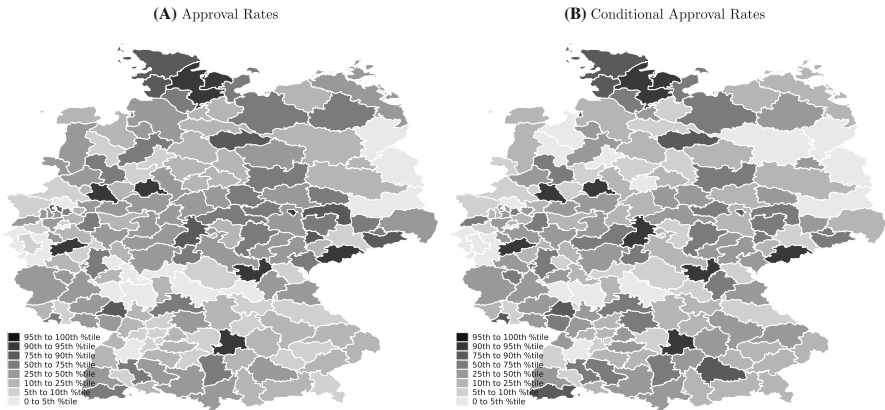 (A) Approval Rates
95th to 100th %tile
90th to 95th %tile
75th to 90th %tile
50th to 75th %tile
25th to 50th %tile
10th to 25th %tile
5th to 10th %tile
0 to 5th %tile
(B) Conditional Approval Rates
95th to 100th %tile
90th to 95th %tile
75th to 90th %tile
50th to 75th %tile
25th to 50th %tile
10th to 25th %tile
5th to 10th %tile
0 to 5th %tile